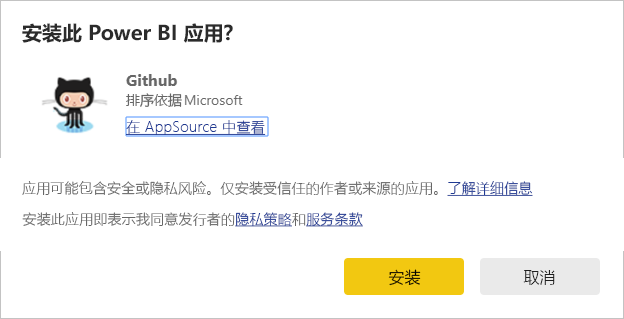 安装此 Power BI 应用?
Github
排序依据 Microsoft
在 AppSource 中查看
应用可能包含安全或隐私风险。仅安装受信任的作者或来源的应用。了解详细信息
安装此应用即表示我同意发行者的隐私策略和服务条款
安装
取消